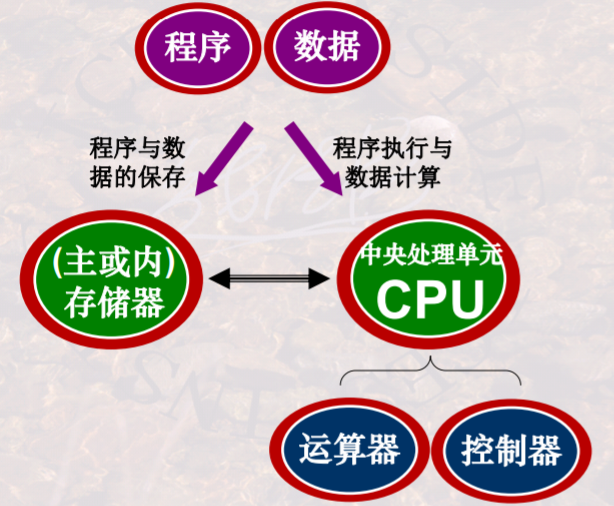 程序
数据
程序与数
据的保存
程序执行与
数据计算
(主或内)
存储器
中央处理单元
CPU
运算器
控制器